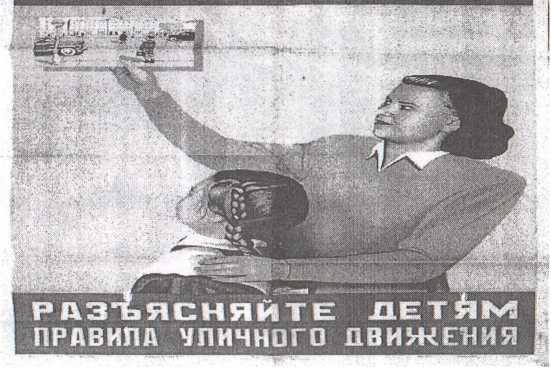 РАЗЪЯСНЯЙТЕ ДЕТЯМ
ПРАВИЛА УЛИЧНОГО ДВИЖЕНИЯ